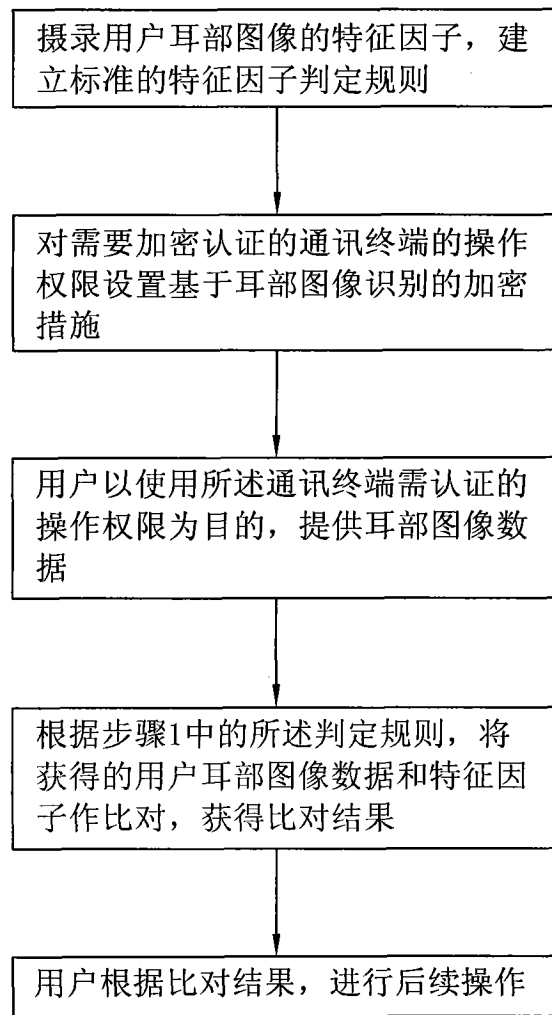 摄录用户耳部图像的特征因子，建
立标准的特征因子判定规则
对需要加密认证的通讯终端的操作
权限设置基于耳部图像识别的加密
措施
用户以使用所述通讯终端需认证的
操作权限为目的，提供耳部图像数
据
根据步骤1中的所述判定规则，将
获得的用户耳部图像数据和特征因
子作比对，获得比对结果
用户根据比对结果，进行后续操作